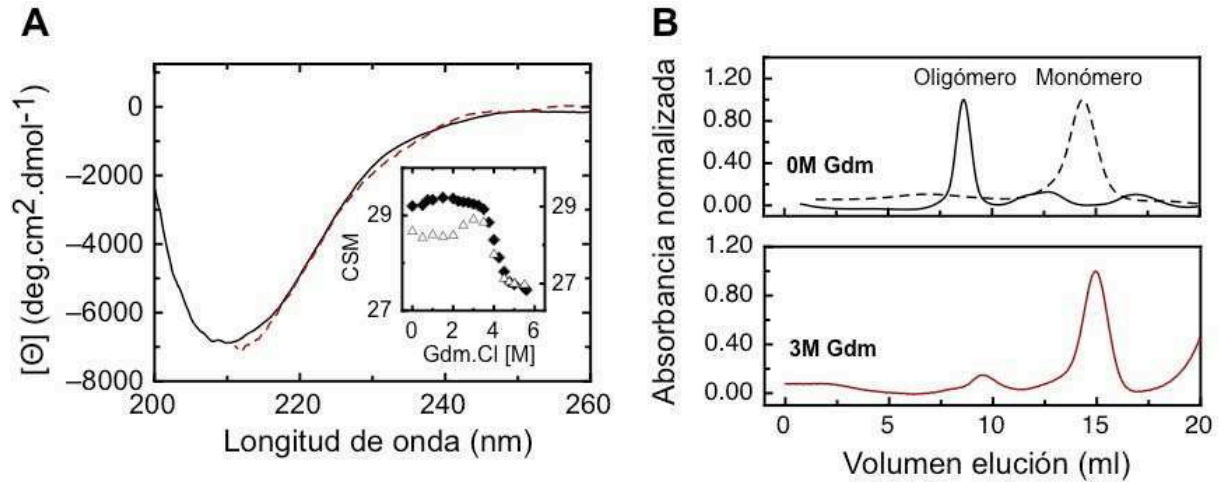 A
0
−2000
−4000
−6000
−8000
[Θ] (deg.cm2.dmol-1)
200
220
240
260
Longitud de onda (nm)
29
27
CSM
29
27
0
2
4
6
Gdm.Cl [M]
B
Absorbancia normalizada
1.20
0.80
0.40
0.00
Oligómero
Monómero
0M Gdm
1.20
0.80
0.40
0.00
3M Gdm
0
5
10
15
20
Volumen elución (ml)